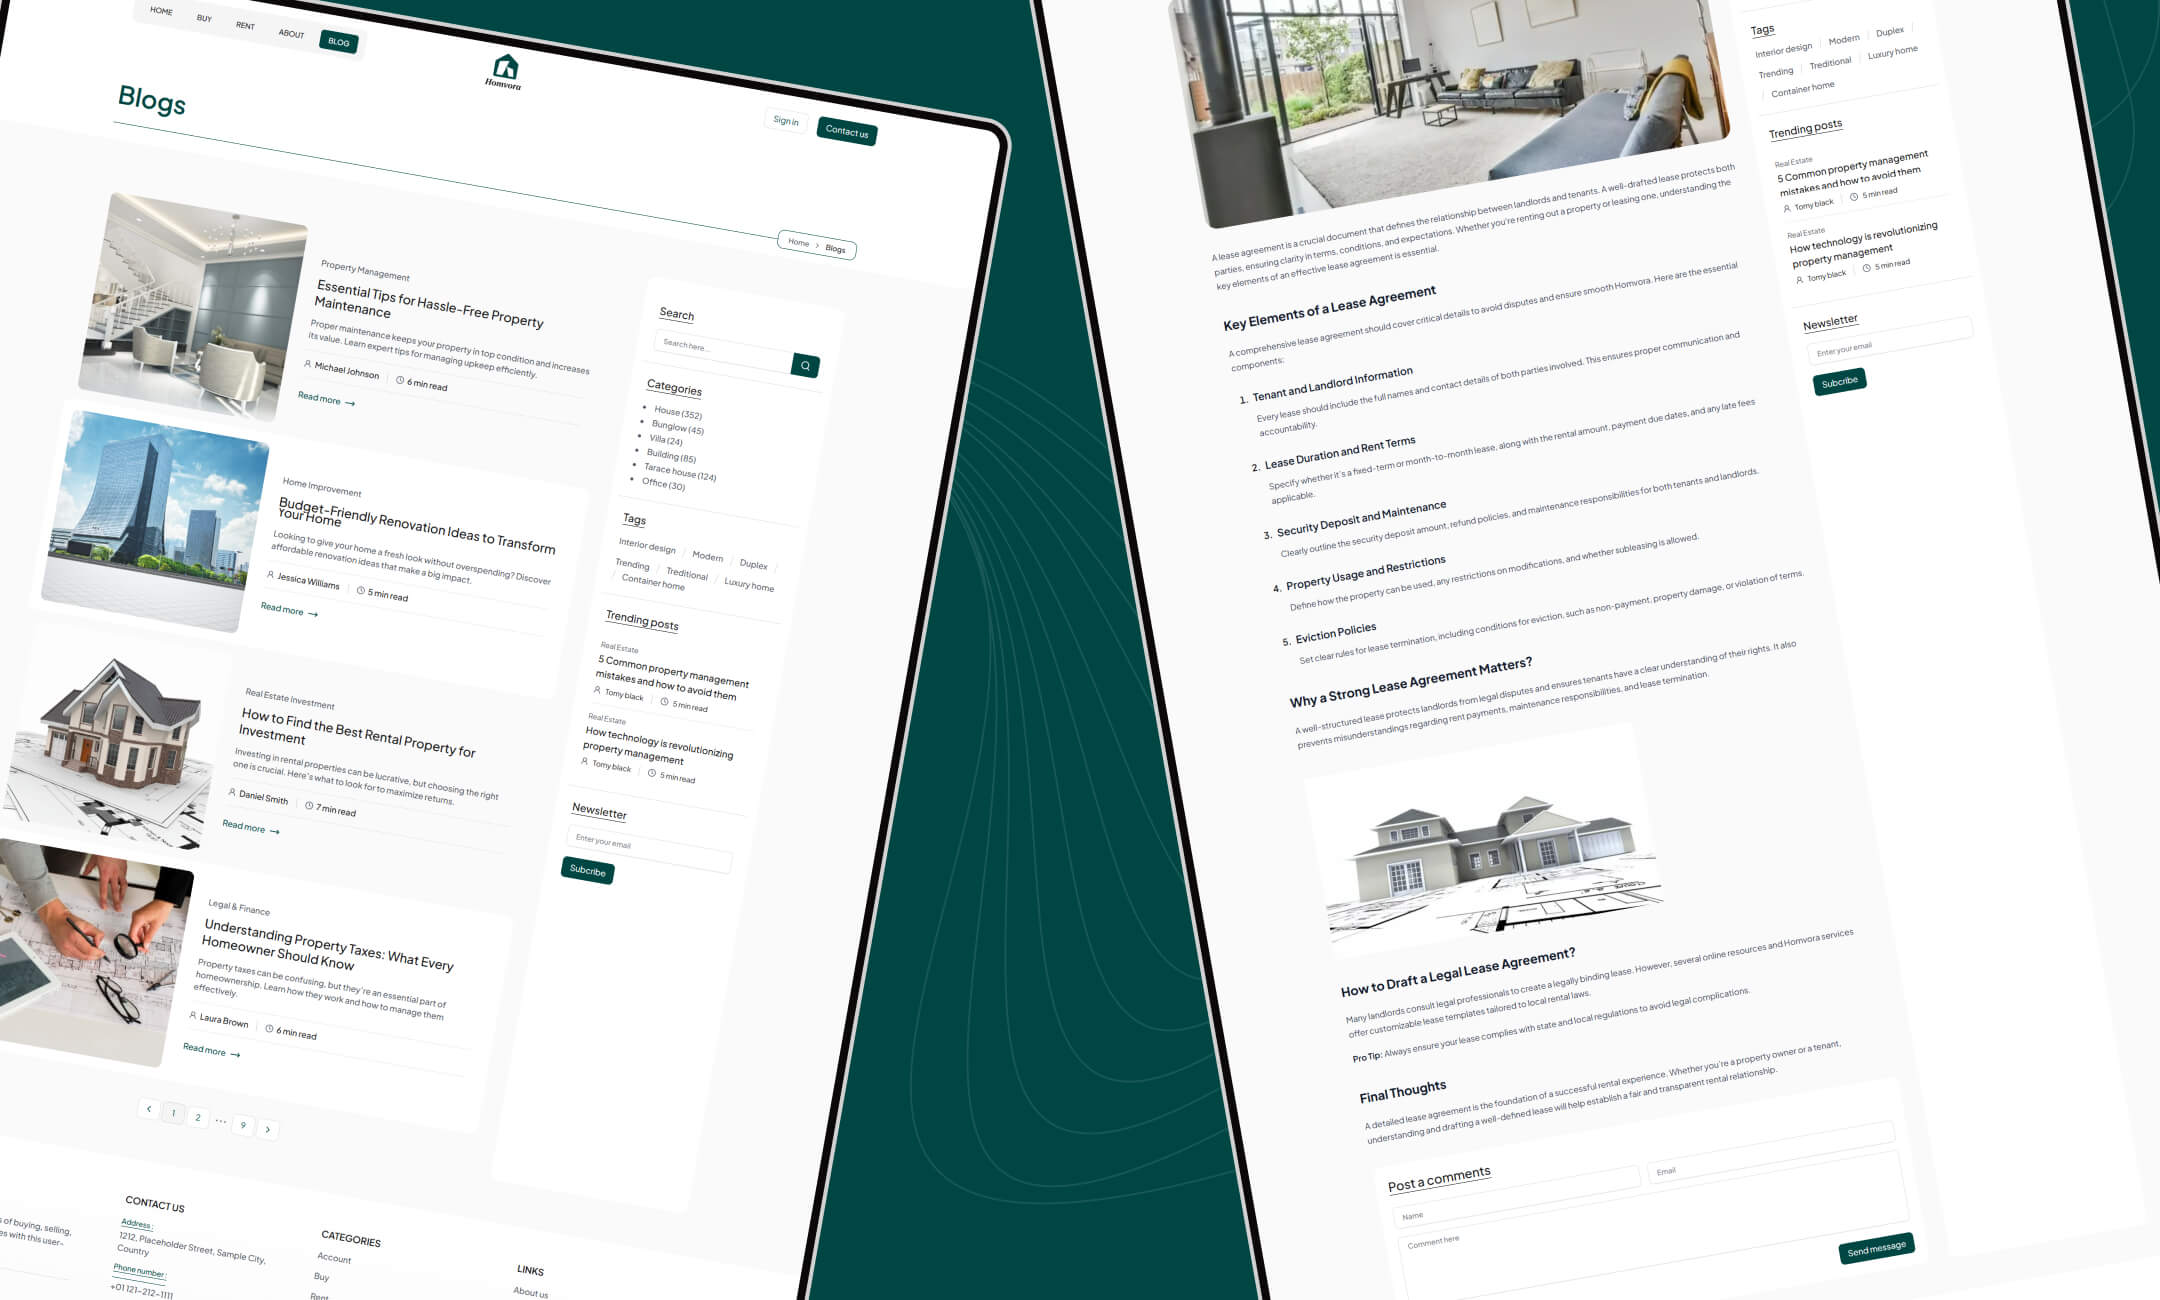 HOME
BUY
RENT
ABOUT
BLOG
Homvora
Sign in
Contact us
Blogs
Home > Blogs
Property Management
Essential Tips for Hassle-Free Property
Maintenance
Proper maintenance keeps your property in top condition and increases
its value. Learn expert tips for managing upkeep efficiently.
Michael Johnson
6 min read
Read more →
Home Improvement
Budget-Friendly Renovation Ideas to Transform
Your Home
Looking to give your home a fresh look without overspending? Discover
affordable renovation ideas that make a big impact.
Jessica Williams
5 min read
Read more →
Real Estate Investment
How to Find the Best Rental Property for
Investment
Investing in rental properties can be lucrative, but choosing the right
one is crucial. Here's what to look for to maximize returns.
Daniel Smith
7 min read
Read more →
Legal & Finance
Understanding Property Taxes: What Every
Homeowner Should Know
Property taxes can be confusing, but they're an essential part of
homeownership. Learn how they work and how to manage them
effectively.
Laura Brown
6 min read
Read more →
1
2
...
9
Search
Search here...
Categories
• House (352)
• Bunglow (45)
• Villa (24)
• Building (85)
• Tarace house (124)
• Office (30)
Tags
Interior design / Modern / Duplex /
Trending / Treditional / Luxury home
/ Container home
Trending posts
Real Estate
5 Common property management
mistakes and how to avoid them
Tomy black
5 min read
Real Estate
How technology is revolutionizing
property management
Tomy black
5 min read
Newsletter
Enter your email
Subcribe
s of buying, selling,
es with this user-
CONTACT US
Address :
1212, Placeholder Street, Sample City,
Country
Phone number :
+01 121-212-1111
CATEGORIES
Account
Buy
Rent
LINKS
About us
A lease agreement is a crucial document that defines the relationship between landlords and tenants. A well-drafted lease protects both
parties, ensuring clarity in terms, conditions, and expectations. Whether you're renting out a property or leasing one, understanding the
key elements of an effective lease agreement is essential.
Key Elements of a Lease Agreement
A comprehensive lease agreement should cover critical details to avoid disputes and ensure smooth Homvora. Here are the essential
components:
1. Tenant and Landlord Information
Every lease should include the full names and contact details of both parties involved. This ensures proper communication and
accountability.
2. Lease Duration and Rent Terms
Specify whether it's a fixed-term or month-to-month lease, along with the rental amount, payment due dates, and any late fees
applicable.
3. Security Deposit and Maintenance
Clearly outline the security deposit amount, refund policies, and maintenance responsibilities for both tenants and landlords.
4. Property Usage and Restrictions
Define how the property can be used, any restrictions on modifications, and whether subleasing is allowed.
5. Eviction Policies
Set clear rules for lease termination, including conditions for eviction, such as non-payment, property damage, or violation of terms.
Why a Strong Lease Agreement Matters?
A well-structured lease protects landlords from legal disputes and ensures tenants have a clear understanding of their rights. It also
prevents misunderstandings regarding rent payments, maintenance responsibilities, and lease termination.
How to Draft a Legal Lease Agreement?
Many landlords consult legal professionals to create a legally binding lease. However, several online resources and Homvora services
offer customizable lease templates tailored to local rental laws.
Pro Tip: Always ensure your lease complies with state and local regulations to avoid legal complications.
Final Thoughts
A detailed lease agreement is the foundation of a successful rental experience. Whether you're a property owner or a tenant,
understanding and drafting a well-defined lease will help establish a fair and transparent rental relationship.
Post a comments
Name
Email
Comment here
Send message
Tags
Interior design / Modern / Duplex /
Trending / Treditional / Luxury home
/ Container home
Trending posts
Real Estate
5 Common property management
mistakes and how to avoid them
Tomy black
5 min read
Real Estate
How technology is revolutionizing
property management
Tomy black
5 min read
Newsletter
Enter your email
Subcribe